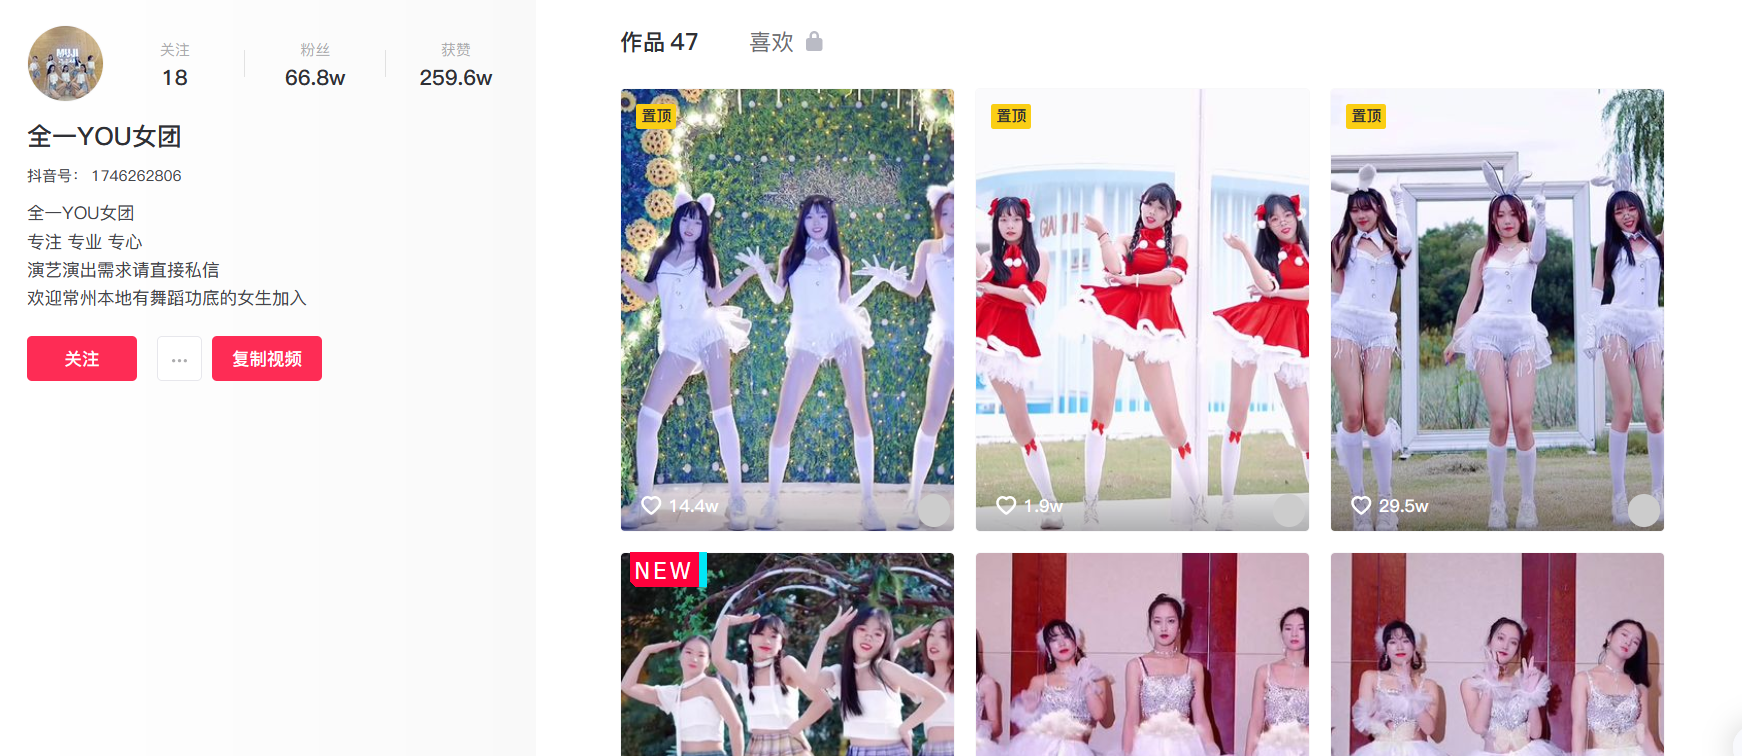 关注
18
粉丝
66.8w
获赞
259.6w
全一YOU女团
抖音号： 1746262806
全一YOU女团
专注 专业 专心
演艺演出需求请直接私信
欢迎常州本地有舞蹈功底的女生加入
关注
···
复制视频
作品 47
喜欢
置顶
14.4w
置顶
1.9w
置顶
29.5w
NEW
MUJI